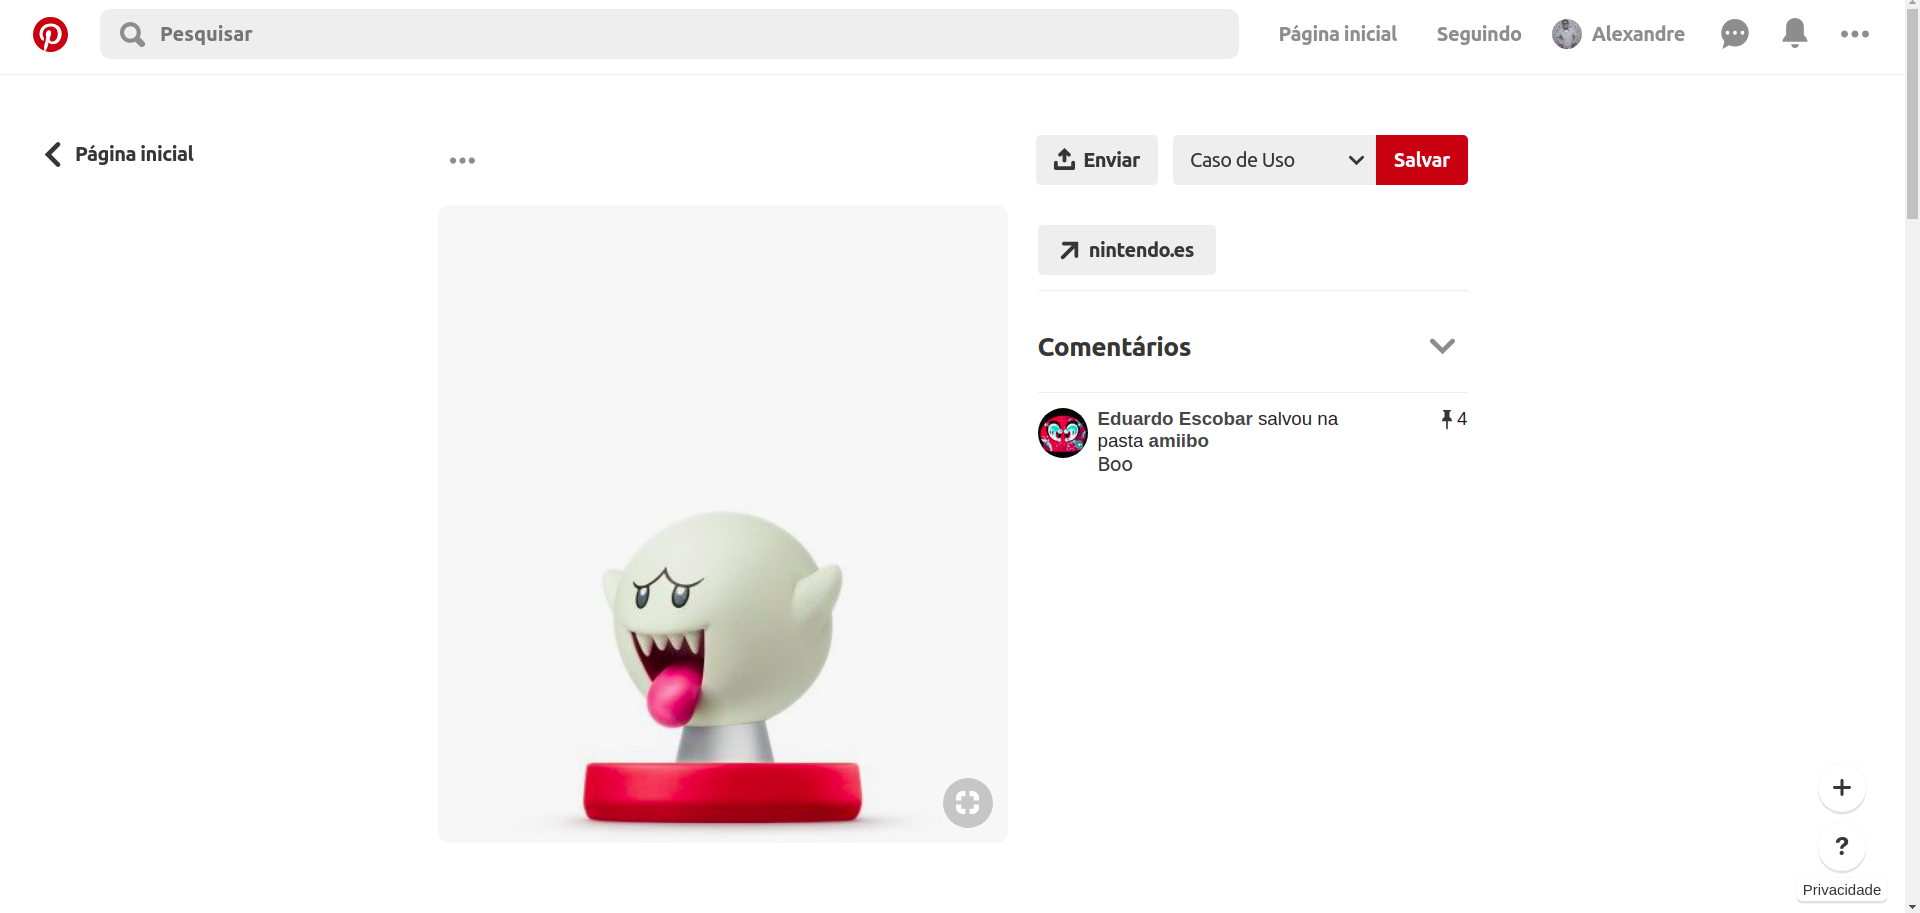 Pesquisar
Página inicial
Seguindo
Alexandre
Página inicial
Enviar
Caso de Uso
Salvar
nintendo.es
Comentários
Eduardo Escobar salvou na
4
pasta amiibo
Boo
+
?
Privacidade